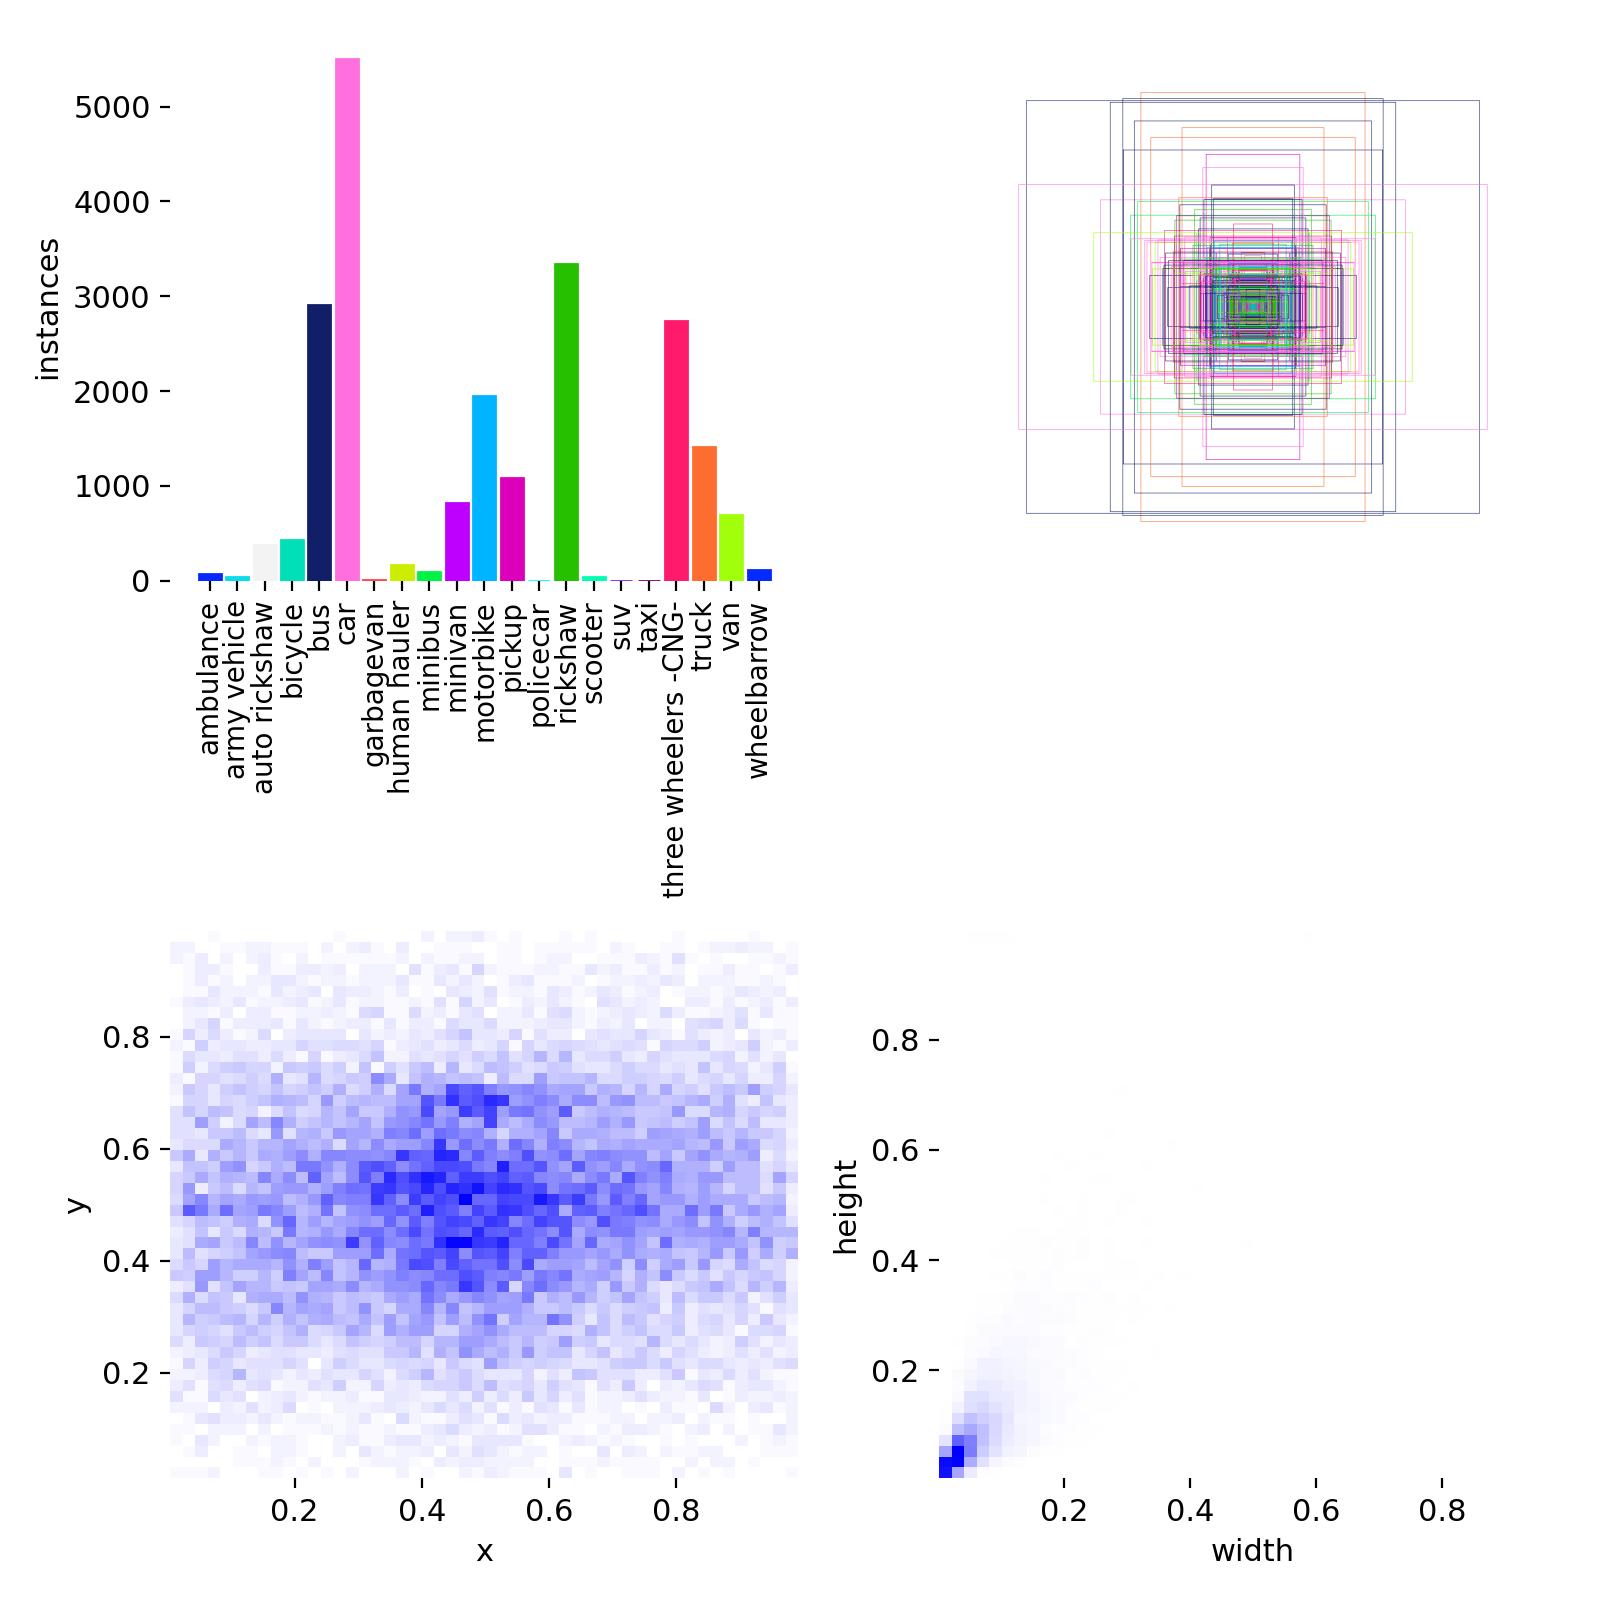 5000
4000
3000
2000
1000
0
instances
ambulance
army vehicle
auto rickshaw
bicycle
bus
car
garbagevan
human hauler
minibus
minivan
motorbike
pickup
policecar
rickshaw
scooter
suv
taxi
three wheelers -CNG-
truck
van
wheelbarrow
0.8
0.6
0.4
0.2
y
0.2 0.4 0.6 0.8
x
0.8
0.6
0.4
0.2
height
0.2 0.4 0.6 0.8
width